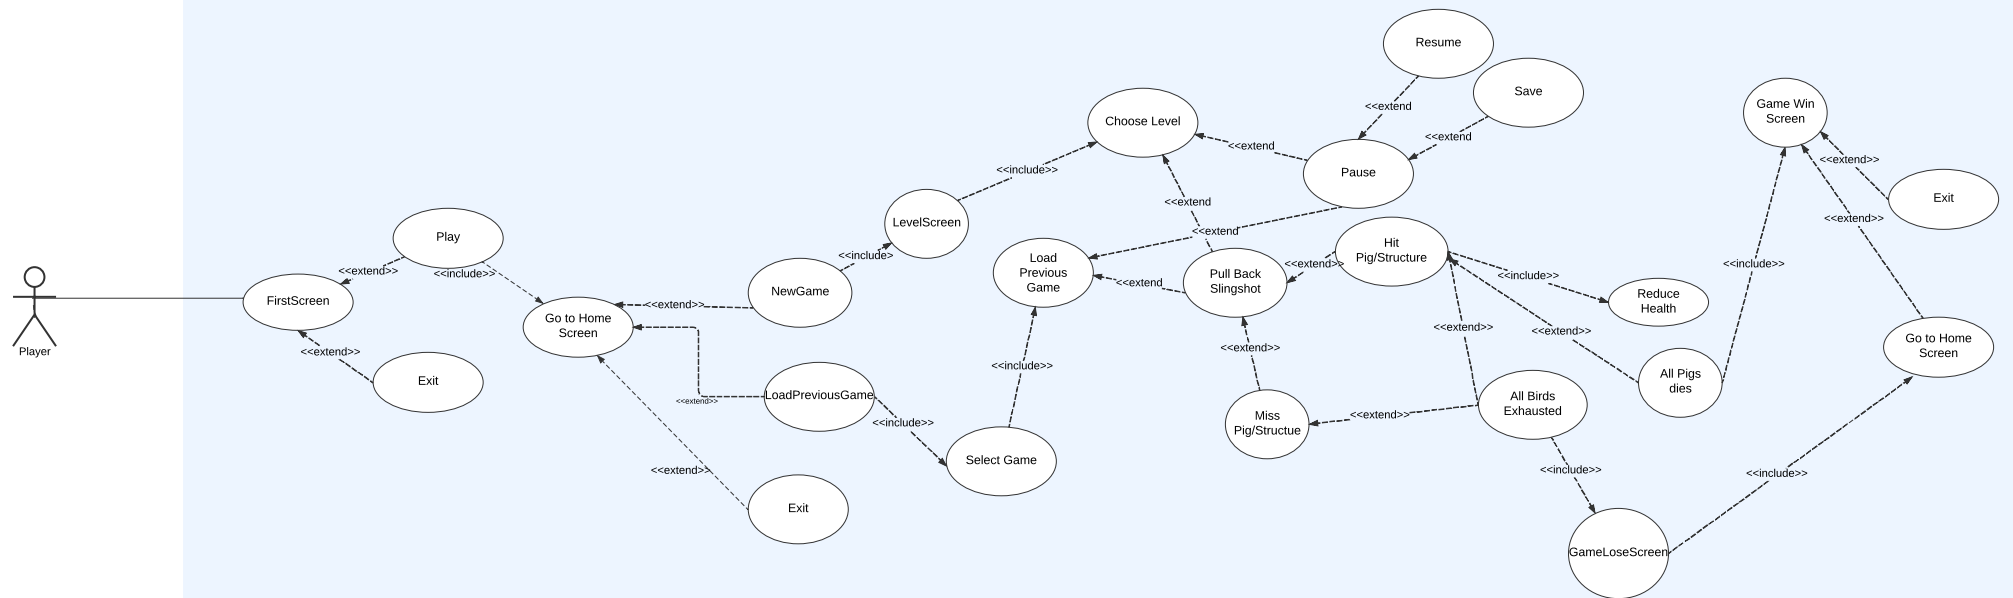 Resume
Save
<<extend
<<extend
Choose Level
<<extend
Pause
Game Win
Screen
<<extend>>
Exit
<<include>>
<<extend
<<extend>>
LevelScreen
<<extend
Play
<<extend>>
<<include>>
<<include>
NewGame
Load
Previous
Game
<<extend
Pull Back
Slingshot
<<extend>>
Hit
Pig/Structure
<<include>>
Reduce
Health
<<include>>
Player
FirstScreen
<<extend>>
Exit
Go to Home
Screen
<<extend>>
<<extend>>
LoadPreviousGame
<<include>>
<<include>>
Select Game
<<extend>>
Exit
<<extend>>
Miss
Pig/Structue
<<extend>>
<<extend>>
<<extend>>
All Birds
Exhausted
All Pigs
dies
Go to Home
Screen
<<include>>
<<include>>
GameLoseScreen